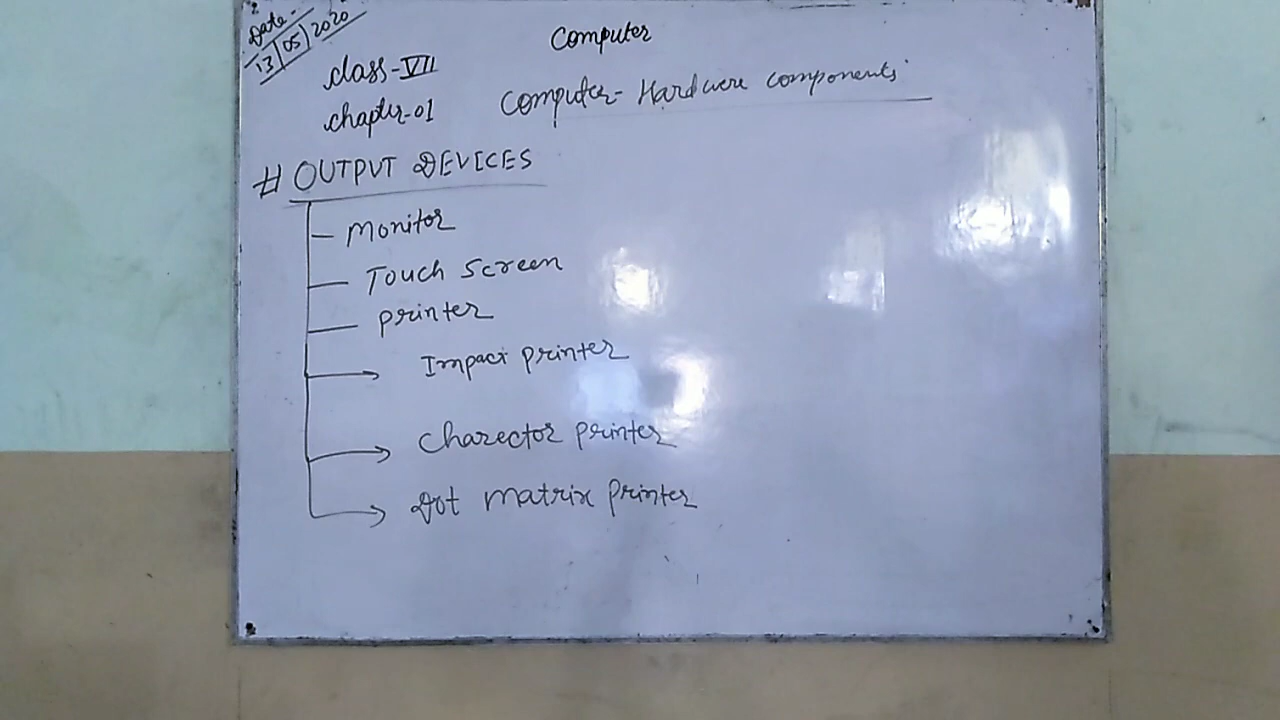 Date-
13/05/2020
Computer
Class-VII
Chapter-01
Computer- Hardwere components
# OUTPUT DEVICES
Monitor
Touch Screen
Printer
Impact Printer
Charector Printer
Dot Matrix Printer